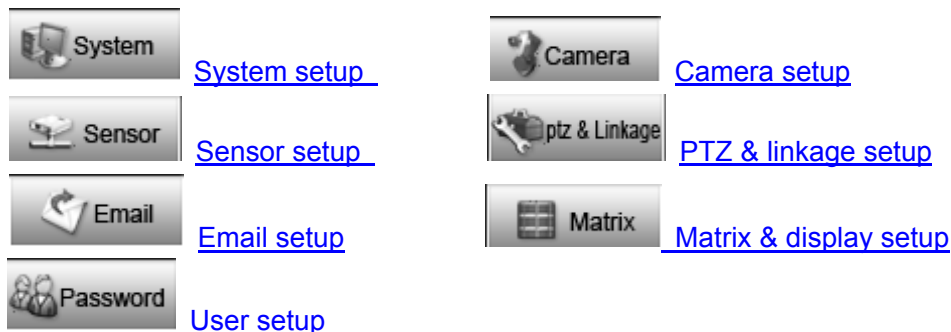 System System setup Camera Camera setup
Sensor Sensor setup ptz & Linkage PTZ & linkage setup
Email Email setup Matrix Matrix & display setup
Password User setup